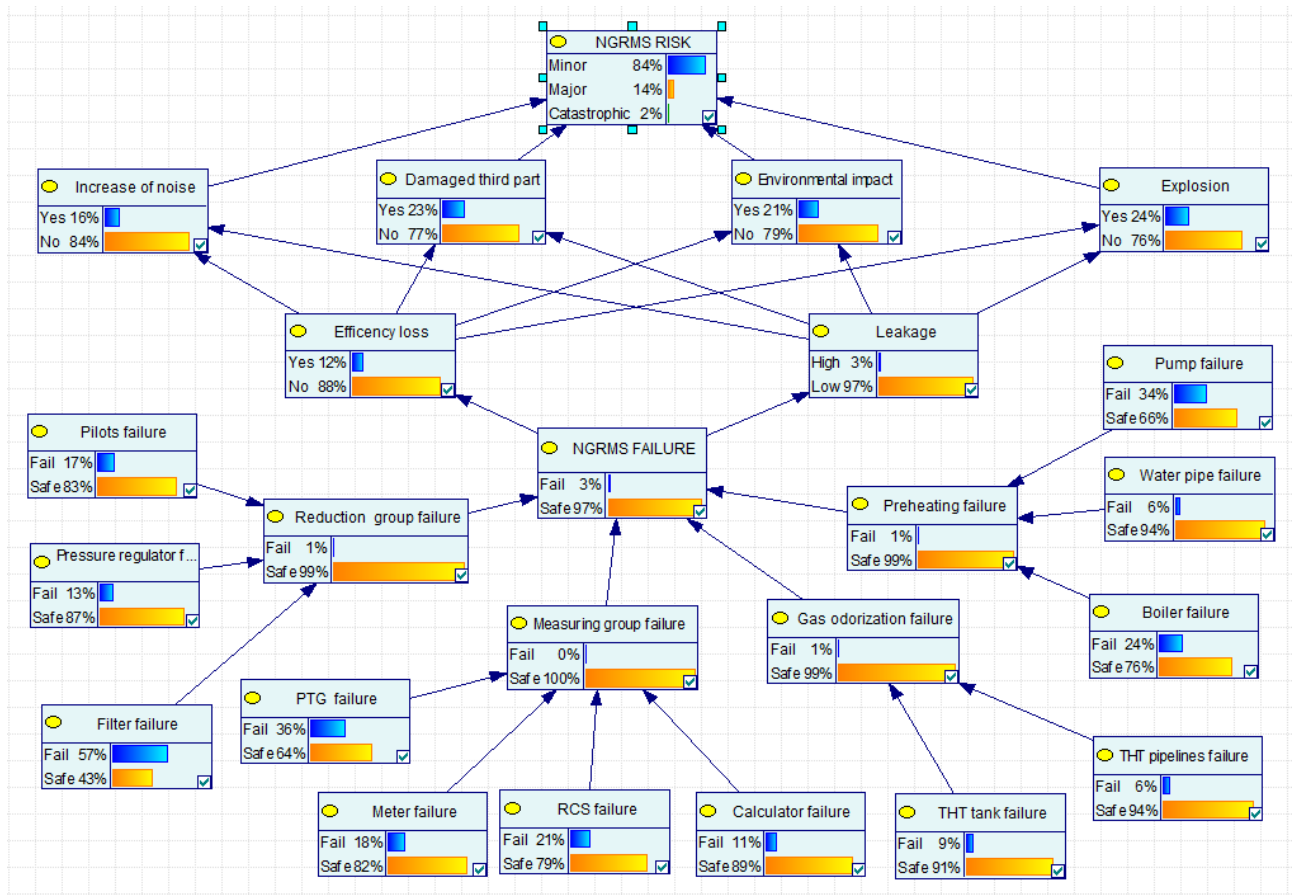 NGRMS RISK
Minor 84%
Major 14%
Catastrophic 2%
Increase of noise
Yes 16%
No 84%
Damaged third part
Yes 23%
No 77%
Environmental impact
Yes 21%
No 79%
Explosion
Yes 24%
No 76%
Efficency loss
Yes 12%
No 88%
Leakage
High 3%
Low 97%
Pump failure
Fail 34%
Safe 66%
Pilots failure
Fail 17%
Safe 83%
NGRMS FAILURE
Fail 3%
Safe 97%
Water pipe failure
Fail 6%
Safe 94%
Reduction group failure
Fail 1%
Safe 99%
Preheating failure
Fail 1%
Safe 99%
Pressure regulator f...
Fail 13%
Safe 87%
Measuring group failure
Fail 0%
Safe 100%
Gas odorization failure
Fail 1%
Safe 99%
Boiler failure
Fail 24%
Safe 76%
PTG failure
Fail 36%
Safe 64%
Filter failure
Fail 57%
Safe 43%
THT pipelines failure
Fail 6%
Safe 94%
Meter failure
Fail 18%
Safe 82%
RCS failure
Fail 21%
Safe 79%
Calculator failure
Fail 11%
Safe 89%
THT tank failure
Fail 9%
Safe 91%